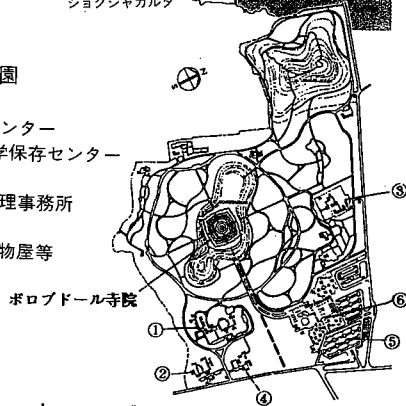 ジョクジャカルタ
園
ンター
学保存センター
理事務所
物屋等
ボロブドール寺院
S N
①
②
③
④
⑤
⑥